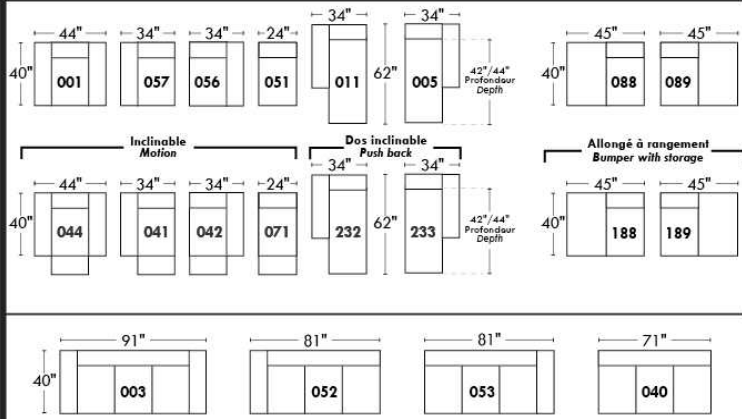 44" 34" 34" 24" 34" 34" 45" 45"
40" 001 057 056 051 011 62" 005 42"/44" Profondeur Depth 40" 088 089
Inclinable
Motion
Dos inclinable
Push back
Allongé à rangement
Bumper with storage
44" 34" 34" 24" 34" 34" 45" 45"
40" 044 041 042 071 232 62" 233 42"/44" Profondeur Depth 40" 188 189
91" 81" 81" 71"
40" 003 052 053 040